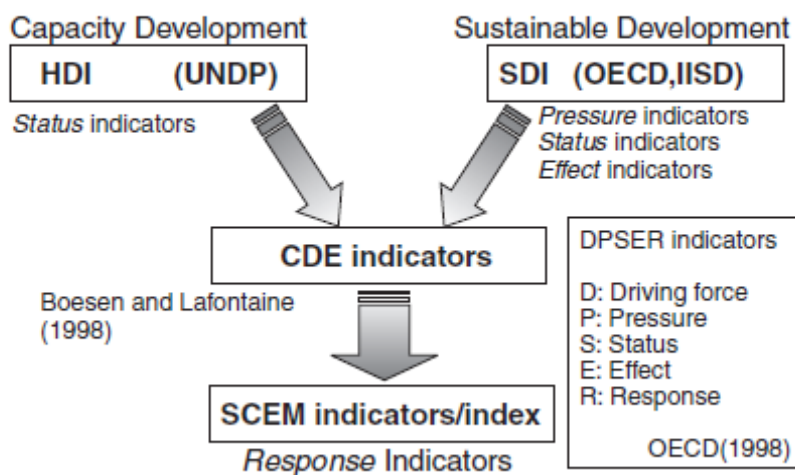 Capacity Development
HDI (UNDP)
Status indicators
Sustainable Development
SDI (OECD,IISD)
Pressure indicators
Status indicators
Effect indicators
CDE indicators
Boesen and Lafontaine
(1998)
SCEM indicators/index
Response Indicators
DPSER indicators
D: Driving force
P: Pressure
S: Status
E: Effect
R: Response
OECD(1998)